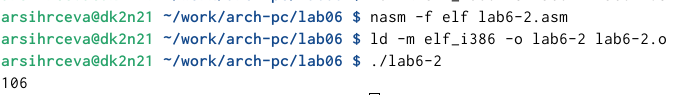 arsihrceva@dk2n21 ~/work/arch-pc/lab06 $ nasm -f elf lab6-2.asm
arsihrceva@dk2n21 ~/work/arch-pc/lab06 $ ld -m elf_i386 -o lab6-2 lab6-2.o
arsihrceva@dk2n21 ~/work/arch-pc/lab06 $ ./lab6-2
106